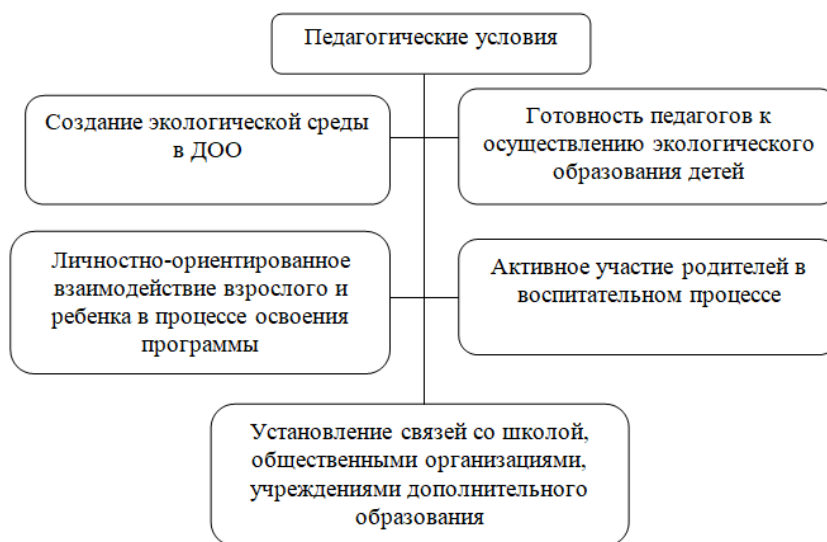 Педагогические условия
Создание экологической среды
в ДОО
Готовность педагогов к
осуществлению экологического
образования детей
Личностно-ориентированное
взаимодействие взрослого и
ребенка в процессе освоения
программы
Активное участие родителей в
воспитательном процессе
Установление связей со школой,
общественными организациями,
учреждениями дополнительного
образования